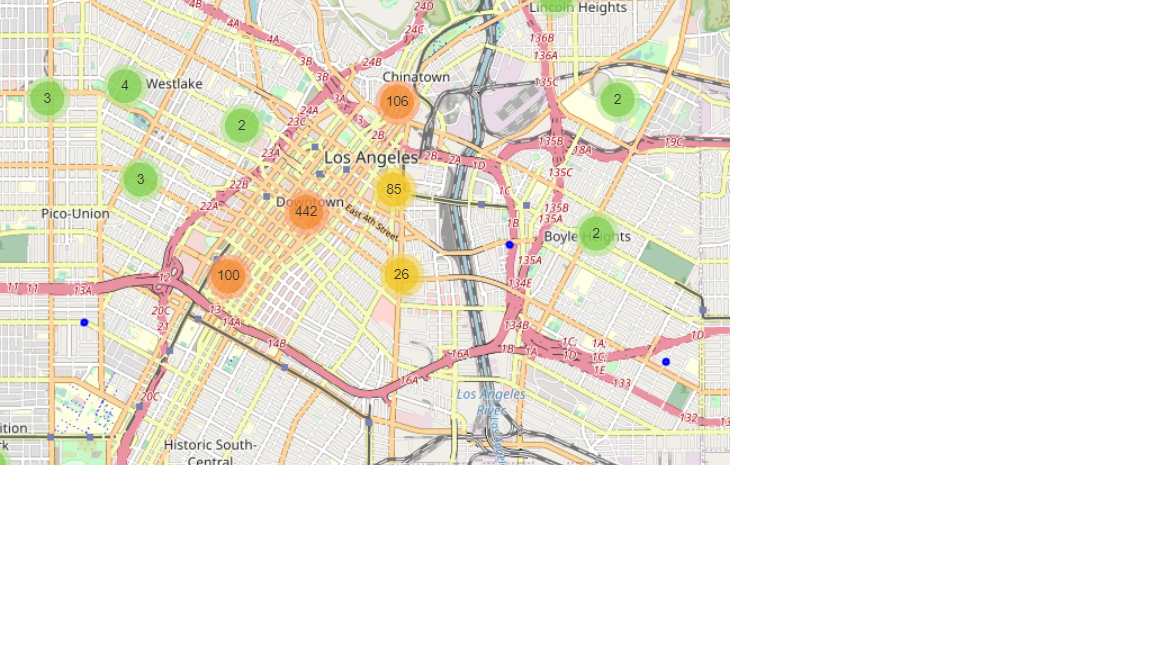 4B
24D
Lincoln Heights
4A
24C
4A
136B
136A
3B
24B
3B
Chinatown
135C
4
Westlake
3
3A
106
2
24A
3
23C
2
2B
135B
19C
18A
23A
Los Angeles
2B
2A
1D
135C
3
22B
85
1C
22A
Downtown
442
East 4th Street
135B
Pico-Union
135A
1B
2
Boyle Heights
135A
12
100
26
11
11
13A
134E
20C
13
21
14A
134B
1D
14B
1C
1A
16A
1B
1A
1D
1C
1E
16A
133
20C
Los Angeles
River
132
13
ition
rk
Historic South-
Central